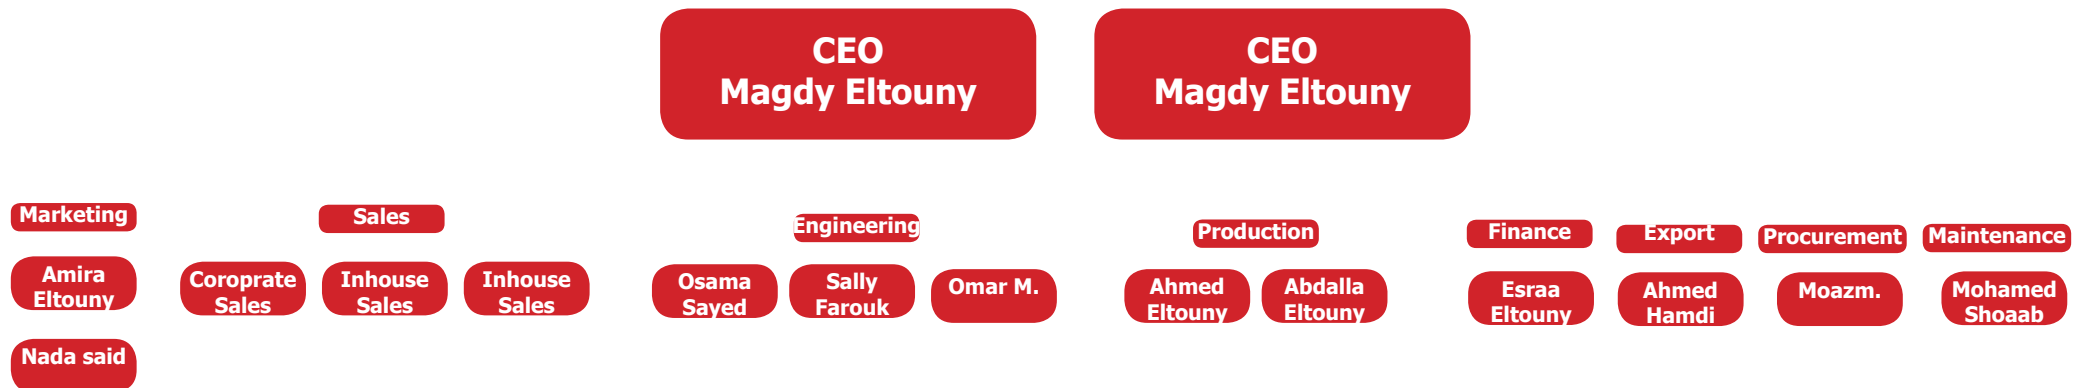 CEO
Magdy Eltouny
CEO
Magdy Eltouny
Marketing
Sales
Engineering
Production
Finance
Export
Procurement
Maintenance
Amira
Eltouny
Coroprate
Sales
Inhouse
Sales
Inhouse
Sales
Osama
Sayed
Sally
Farouk
Omar M.
Ahmed
Eltouny
Abdalla
Eltouny
Esraa
Eltouny
Ahmed
Hamdi
Moazm.
Mohamed
Shoaab
Nada said